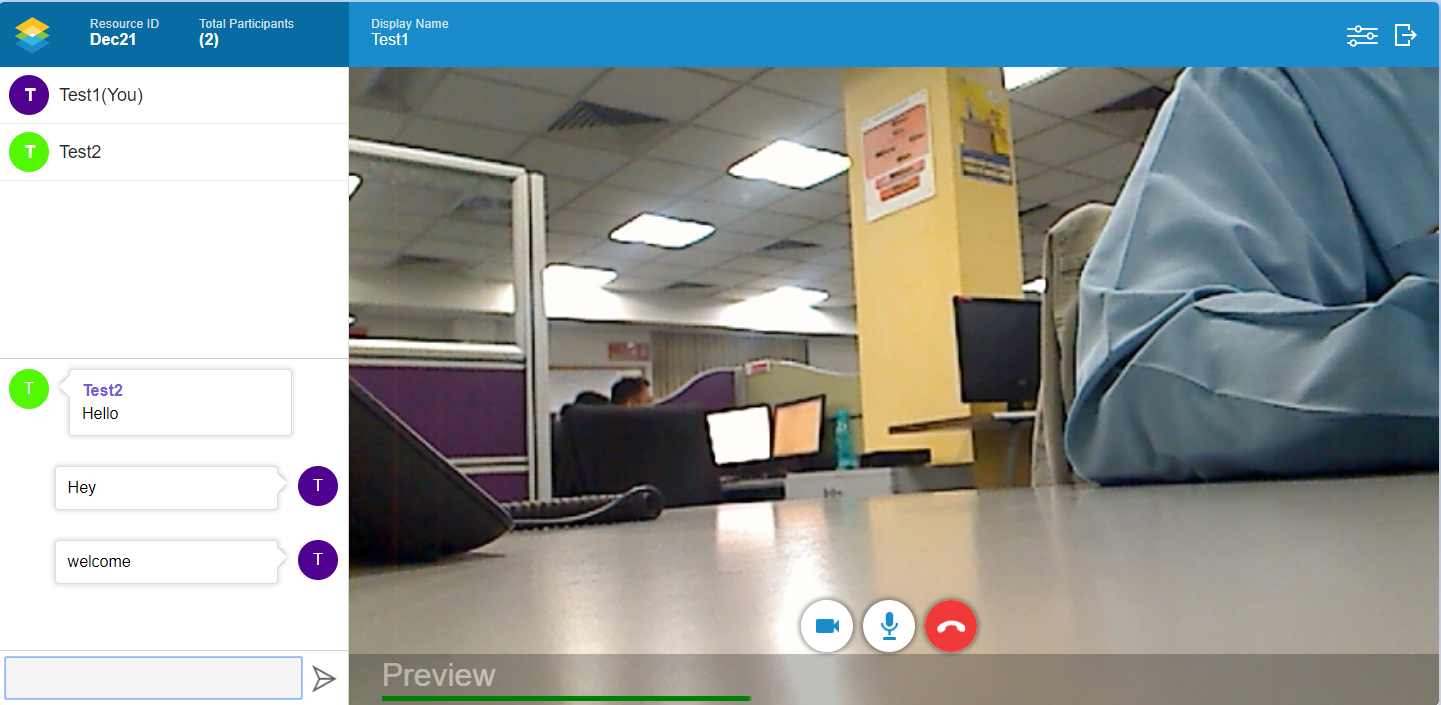 Resource ID
Dec21
Total Participants
(2)
Display Name
Test1
T
Test1(You)
T
Test2
T
Test2
Hello
Hey
T
welcome
T
Preview